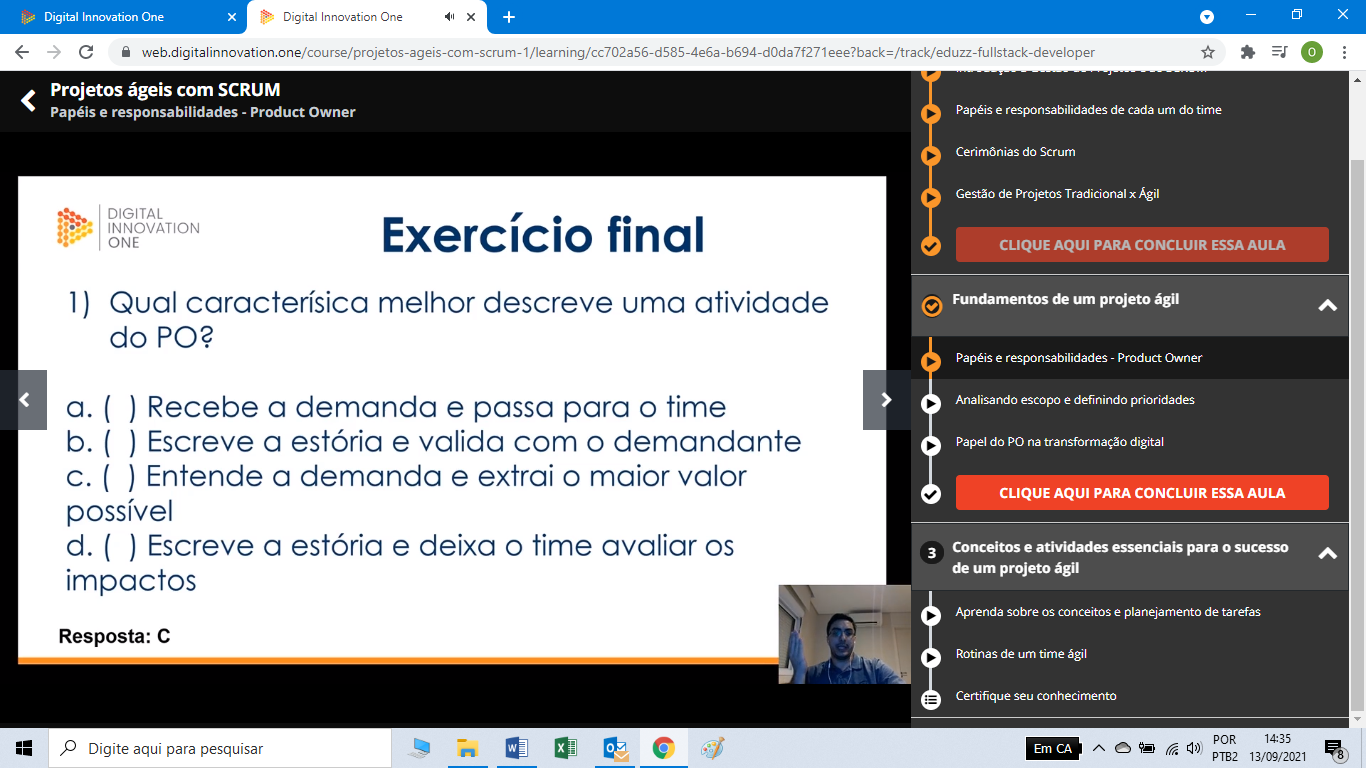 Digital Innovation One
Digital Innovation One
web.digitalinnovation.one/course/projetos-ageis-com-scrum-1/learning/cc702a56-d585-4e6a-b694-d0da7f271eee?back=/track/eduzz-fullstack-developer
O
Projetos ágeis com SCRUM
Papéis e responsabilidades - Product Owner
DIGITAL
INNOVATION
ONE
Exercício final
1) Qual caracterísica melhor descreve uma atividade
do PO?
a. ( ) Recebe a demanda e passa para o time
b. ( ) Escreve a estória e valida com o demandante
c. ( ) Entende a demanda e extrai o maior valor
possível
d. ( ) Escreve a estória e deixa o time avaliar os
impactos
Resposta: C
Papéis e responsabilidades de cada um do time
Cerimônias do Scrum
Gestão de Projetos Tradicional x Ágil
CLIQUE AQUI PARA CONCLUIR ESSA AULA
Fundamentos de um projeto ágil
Papéis e responsabilidades - Product Owner
Analisando escopo e definindo prioridades
Papel do PO na transformação digital
CLIQUE AQUI PARA CONCLUIR ESSA AULA
3 Conceitos e atividades essenciais para o sucesso
de um projeto ágil
Aprenda sobre os conceitos e planejamento de tarefas
Rotinas de um time ágil
Certifique seu conhecimento
Digite aqui para pesquisar
Em CA
POR
PTB2
14:35
13/09/2021
8